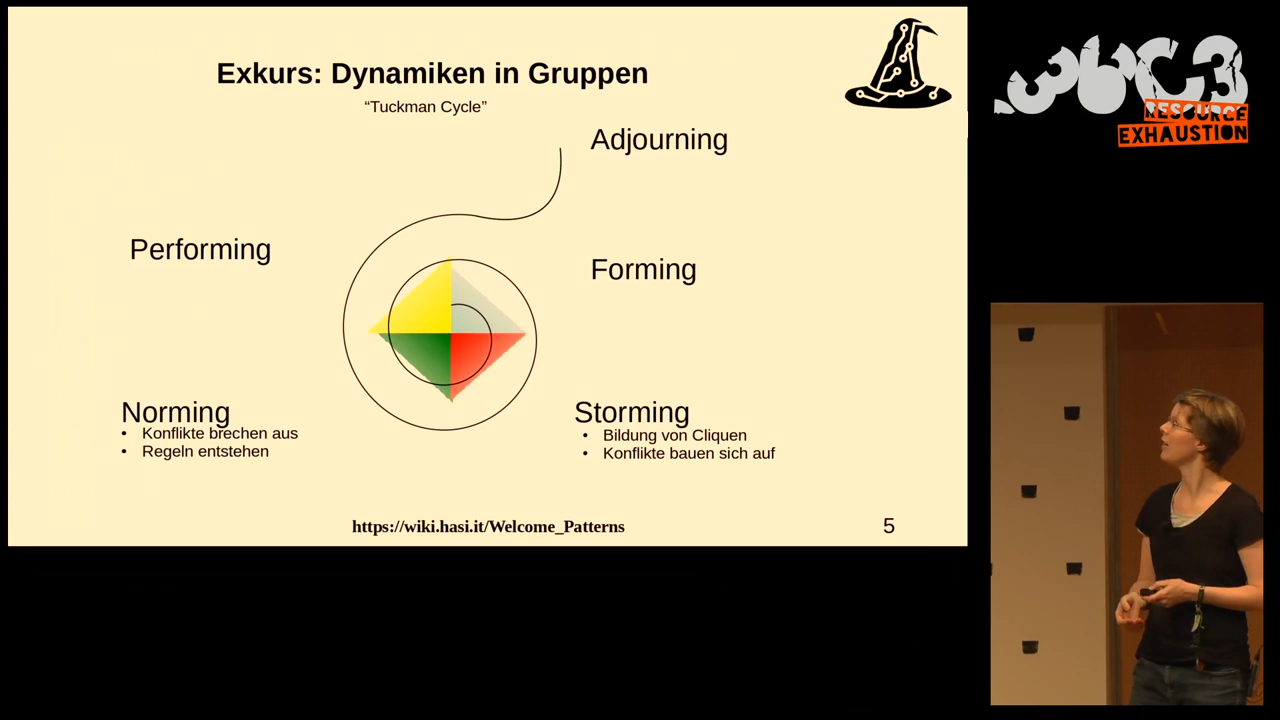 Exkurs: Dynamiken in Gruppen
“Tuckman Cycle”
Adjourning
Performing
Forming
Norming
• Konflikte brechen aus
• Regeln entstehen
Storming
• Bildung von Cliquen
• Konflikte bauen sich auf
https://wiki.hasi.it/Welcome_Patterns
5
36C3
RESOURCE
EXHAUSTION